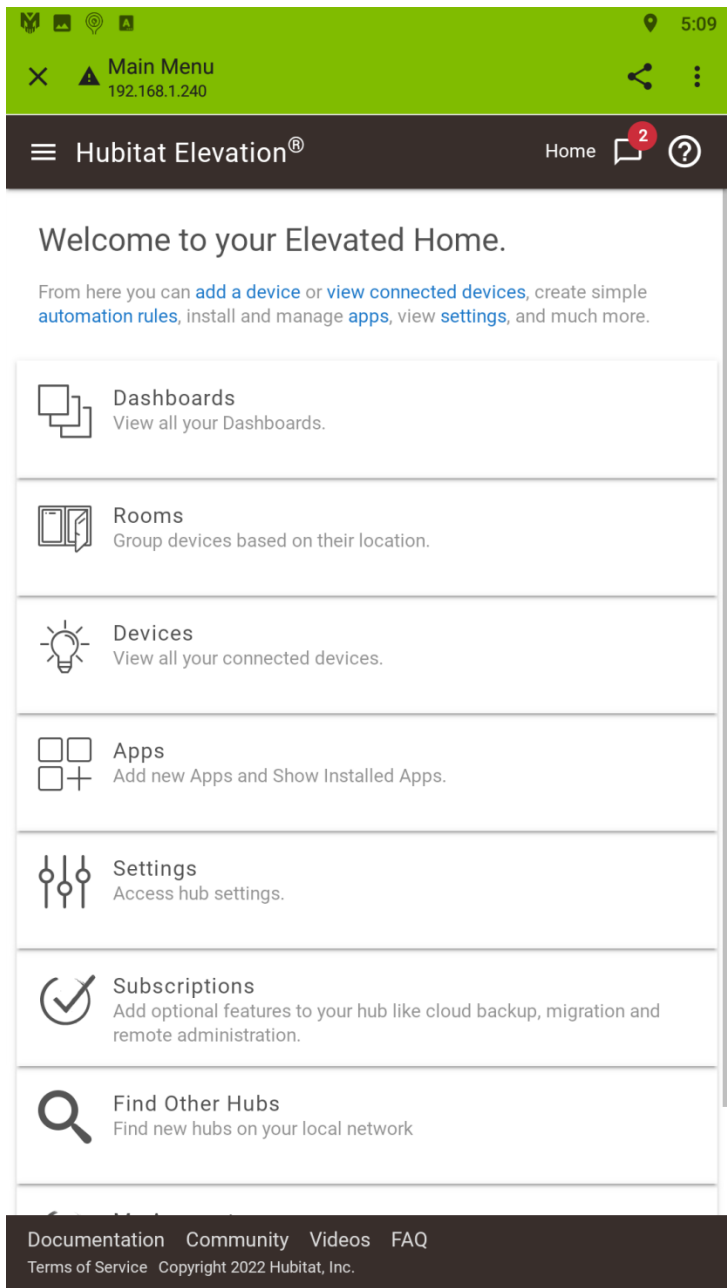 5:09
Main Menu
192.168.1.240
Hubitat Elevation®
Home
2
Welcome to your Elevated Home.
From here you can add a device or view connected devices, create simple
automation rules, install and manage apps, view settings, and much more.
Dashboards
View all your Dashboards.
Rooms
Group devices based on their location.
Devices
View all your connected devices.
Apps
Add new Apps and Show Installed Apps.
Settings
Access hub settings.
Subscriptions
Add optional features to your hub like cloud backup, migration and
remote administration.
Find Other Hubs
Find new hubs on your local network
Documentation Community Videos FAQ
Terms of Service Copyright 2022 Hubitat, Inc.